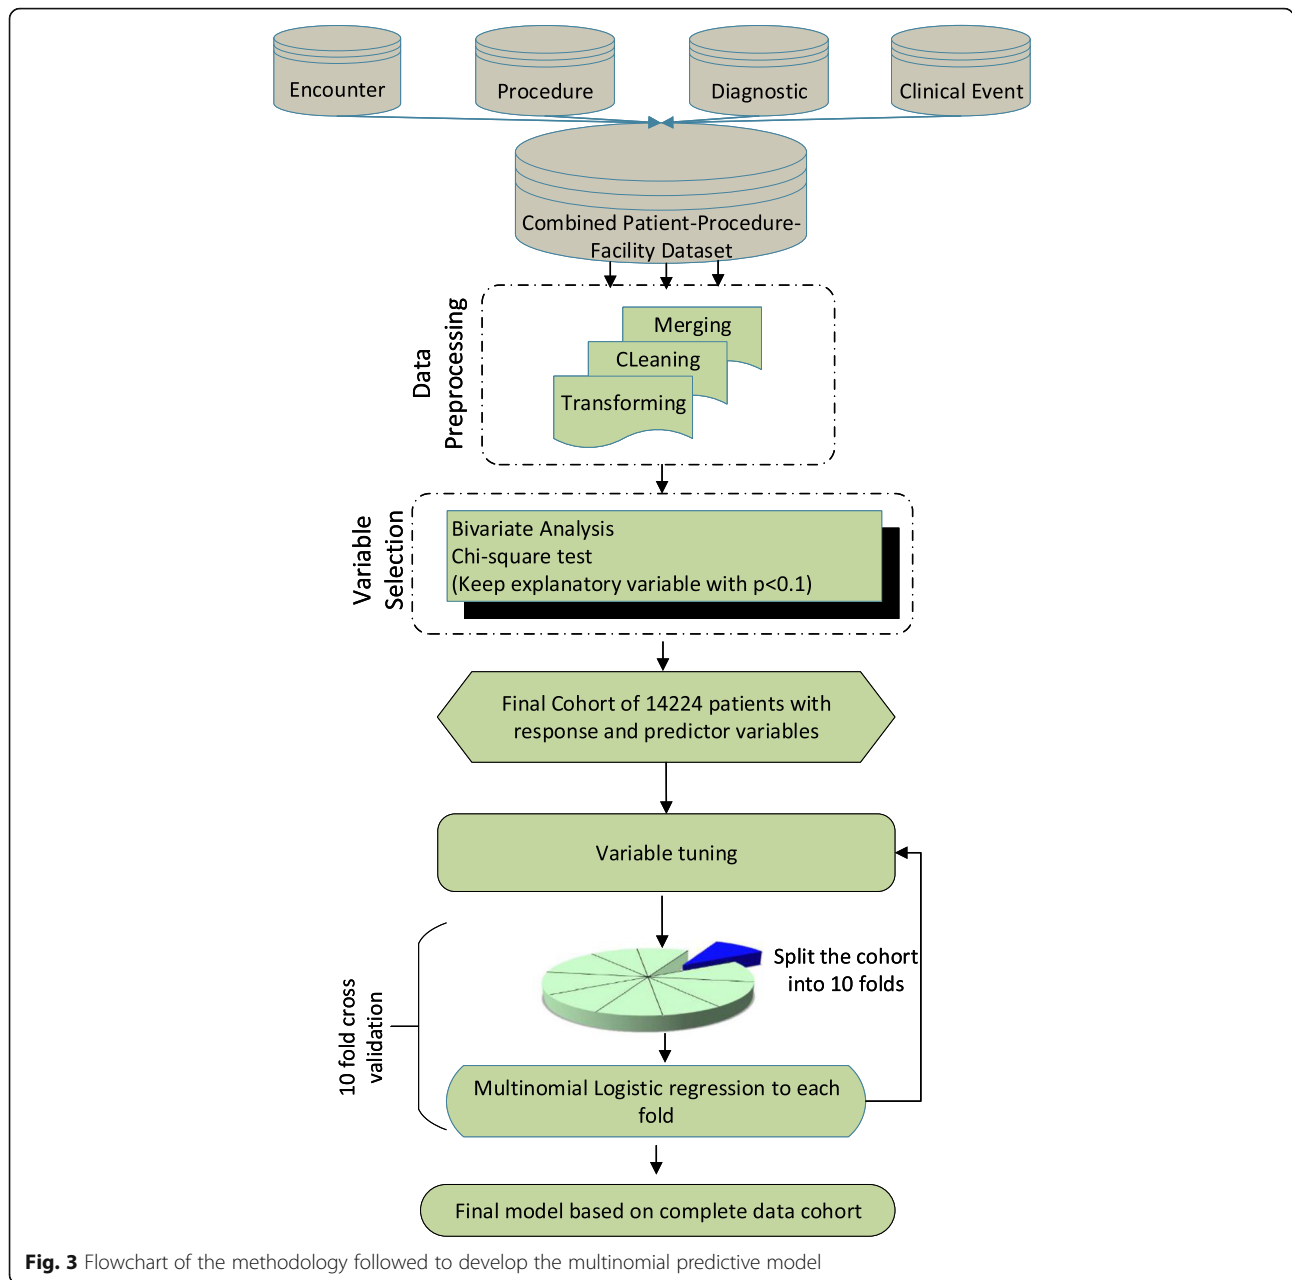 Encounter
Procedure
Diagnostic
Clinical Event
Combined Patient-Procedure-
Facility Dataset
Data
Preprocessing
Merging
CLeaning
Transforming
Variable
Selection
Bivariate Analysis
Chi-square test
(Keep explanatory variable with p<0.1)
Final Cohort of 14224 patients with
response and predictor variables
Variable tuning
Split the cohort
into 10 folds
10 fold cross
validation
Multinomial Logistic regression to each
fold
Final model based on complete data cohort
Fig. 3 Flowchart of the methodology followed to develop the multinomial predictive model